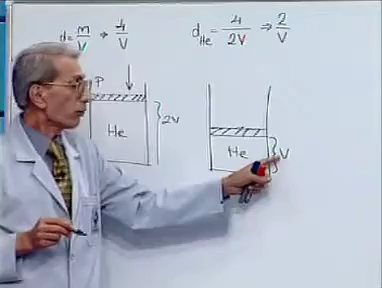 d = m/V ⇒ 4/V
d_He = 4/2V ⇒ 2/V
P
2V
He
He
V